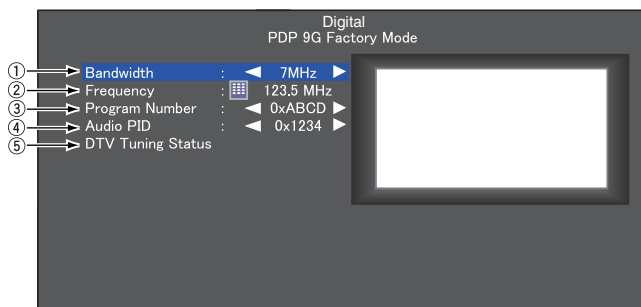 Digital
PDP 9G Factory Mode
① Bandwidth : ◀ 7MHz ▶
② Frequency : 123.5 MHz
③ Program Number : ◀ 0xABCD ▶
④ Audio PID : ◀ 0x1234 ▶
⑤ DTV Tuning Status